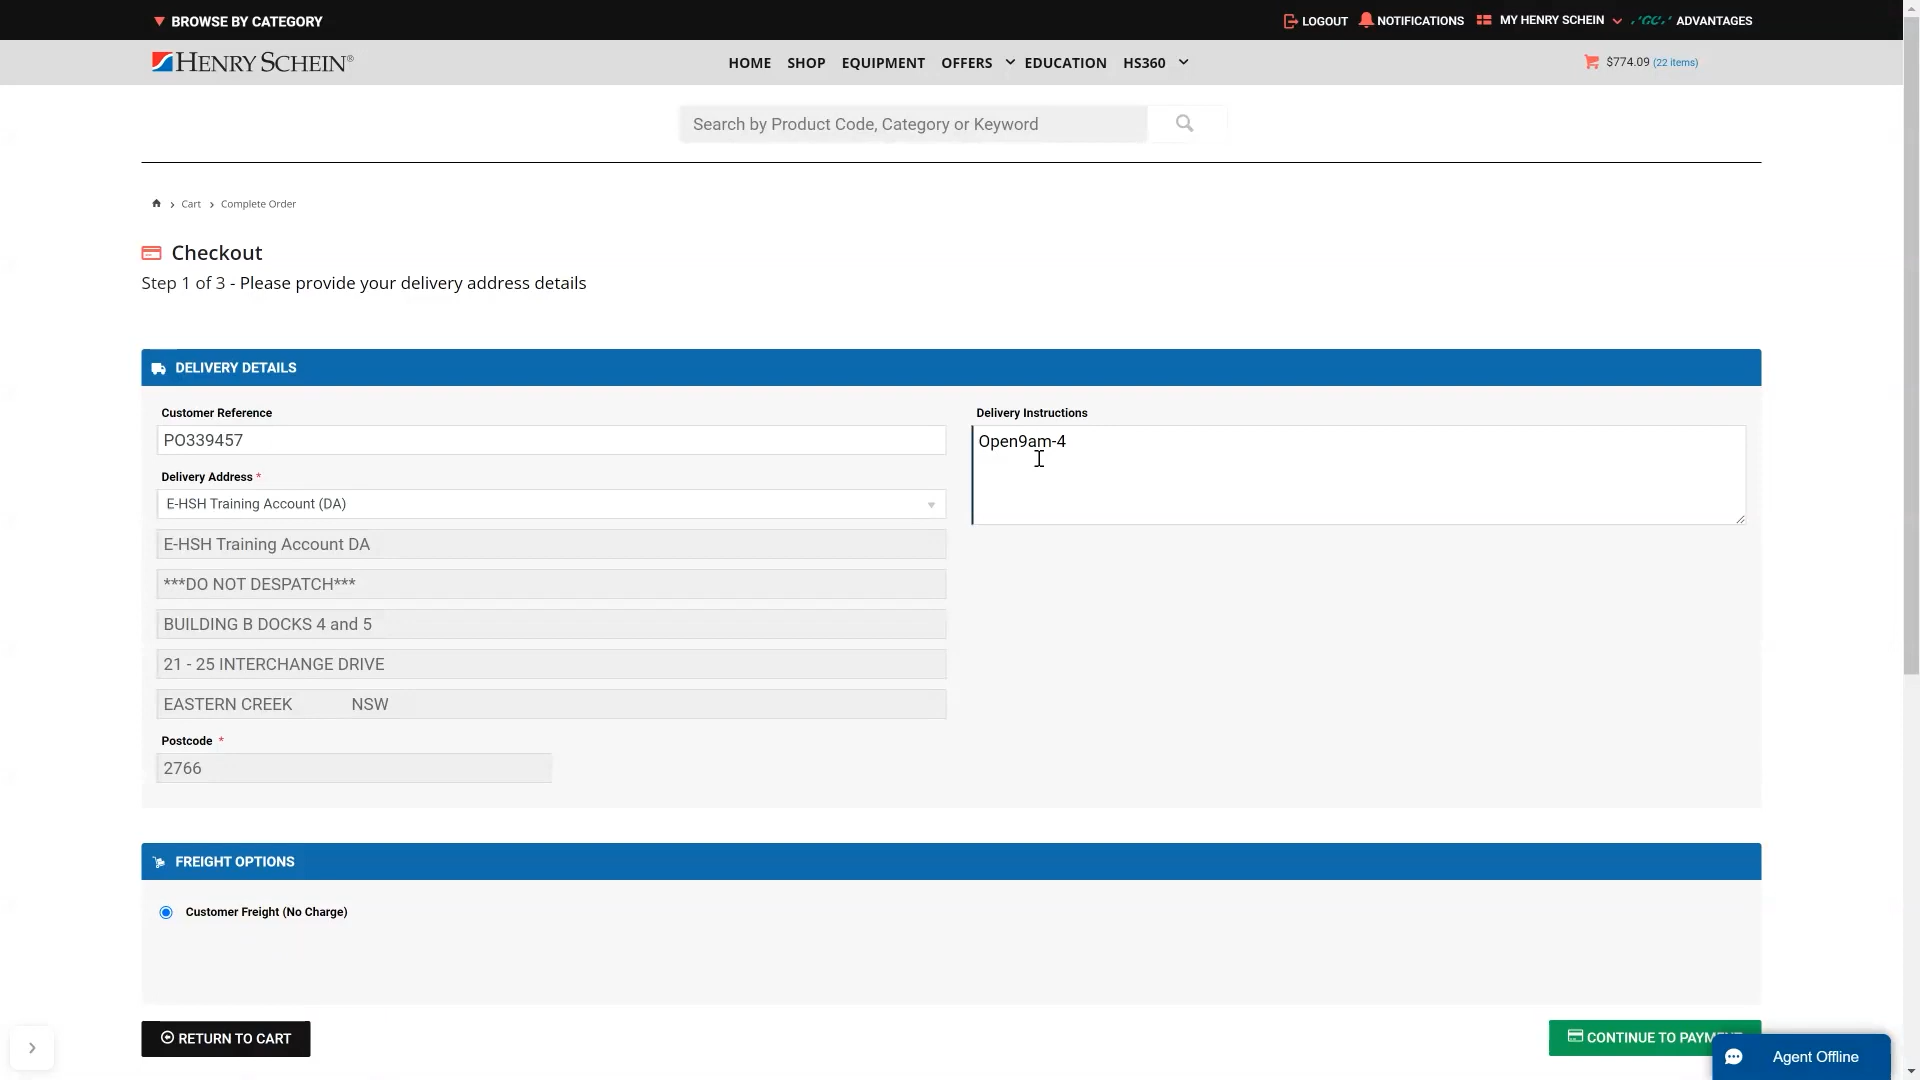 BROWSE BY CATEGORY
LOGOUT NOTIFICATIONS MY HENRY SCHEIN GC ADVANTAGES
HENRY SCHEIN®
HOME SHOP EQUIPMENT OFFERS EDUCATION HS360
$774.09 (22 items)
Search by Product Code, Category or Keyword
Cart > Complete Order
Checkout
Step 1 of 3 - Please provide your delivery address details
DELIVERY DETAILS
Customer Reference
PO339457
Delivery Address *
E-HSH Training Account (DA)
E-HSH Training Account DA
***DO NOT DESPATCH***
BUILDING B DOCKS 4 and 5
21 - 25 INTERCHANGE DRIVE
EASTERN CREEK NSW
Postcode *
2766
Delivery Instructions
Open9am-4
FREIGHT OPTIONS
Customer Freight (No Charge)
RETURN TO CART
CONTINUE TO PAYM
Agent Offline